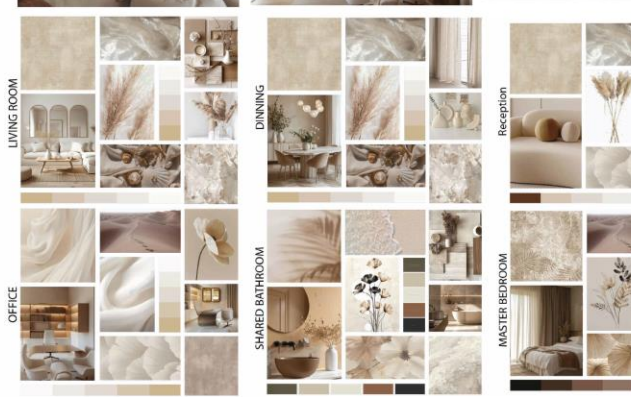 LIVING ROOM
DINNING
Reception
OFFICE
SHARED BATHROOM
MASTER BEDROOM